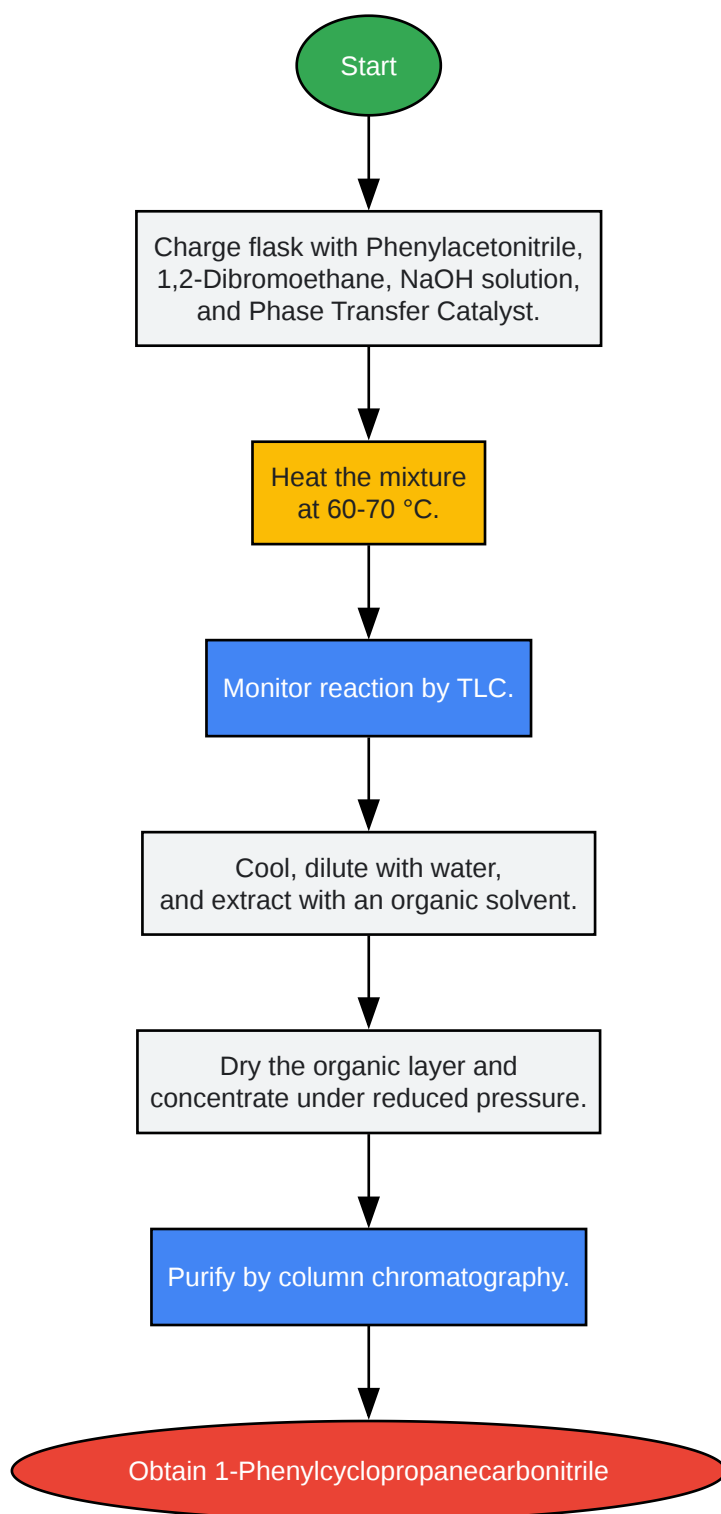 Start
Charge flask with Phenylacetonitrile,
1,2-Dibromoethane, NaOH solution,
and Phase Transfer Catalyst.
Heat the mixture
at 60-70 °C.
Monitor reaction by TLC.
Cool, dilute with water,
and extract with an organic solvent.
Dry the organic layer and
concentrate under reduced pressure.
Purify by column chromatography.
Obtain 1-Phenylcyclopropanecarbonitrile